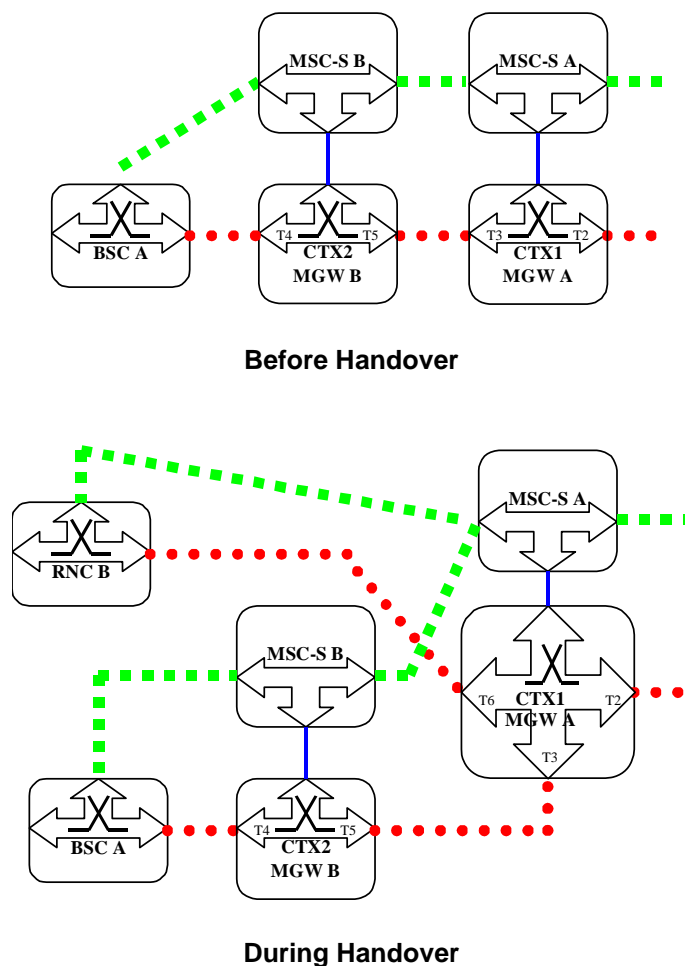 MSC-S B
MSC-S A
T4
T5
T3
T2
BSC A
CTX2
CTX1
MGW B
MGW A
Before Handover
MSC-S A
RNC B
MSC-S B
T6
CTX1
T2
MGW A
T3
T4
T5
BSC A
CTX2
MGW B
During Handover